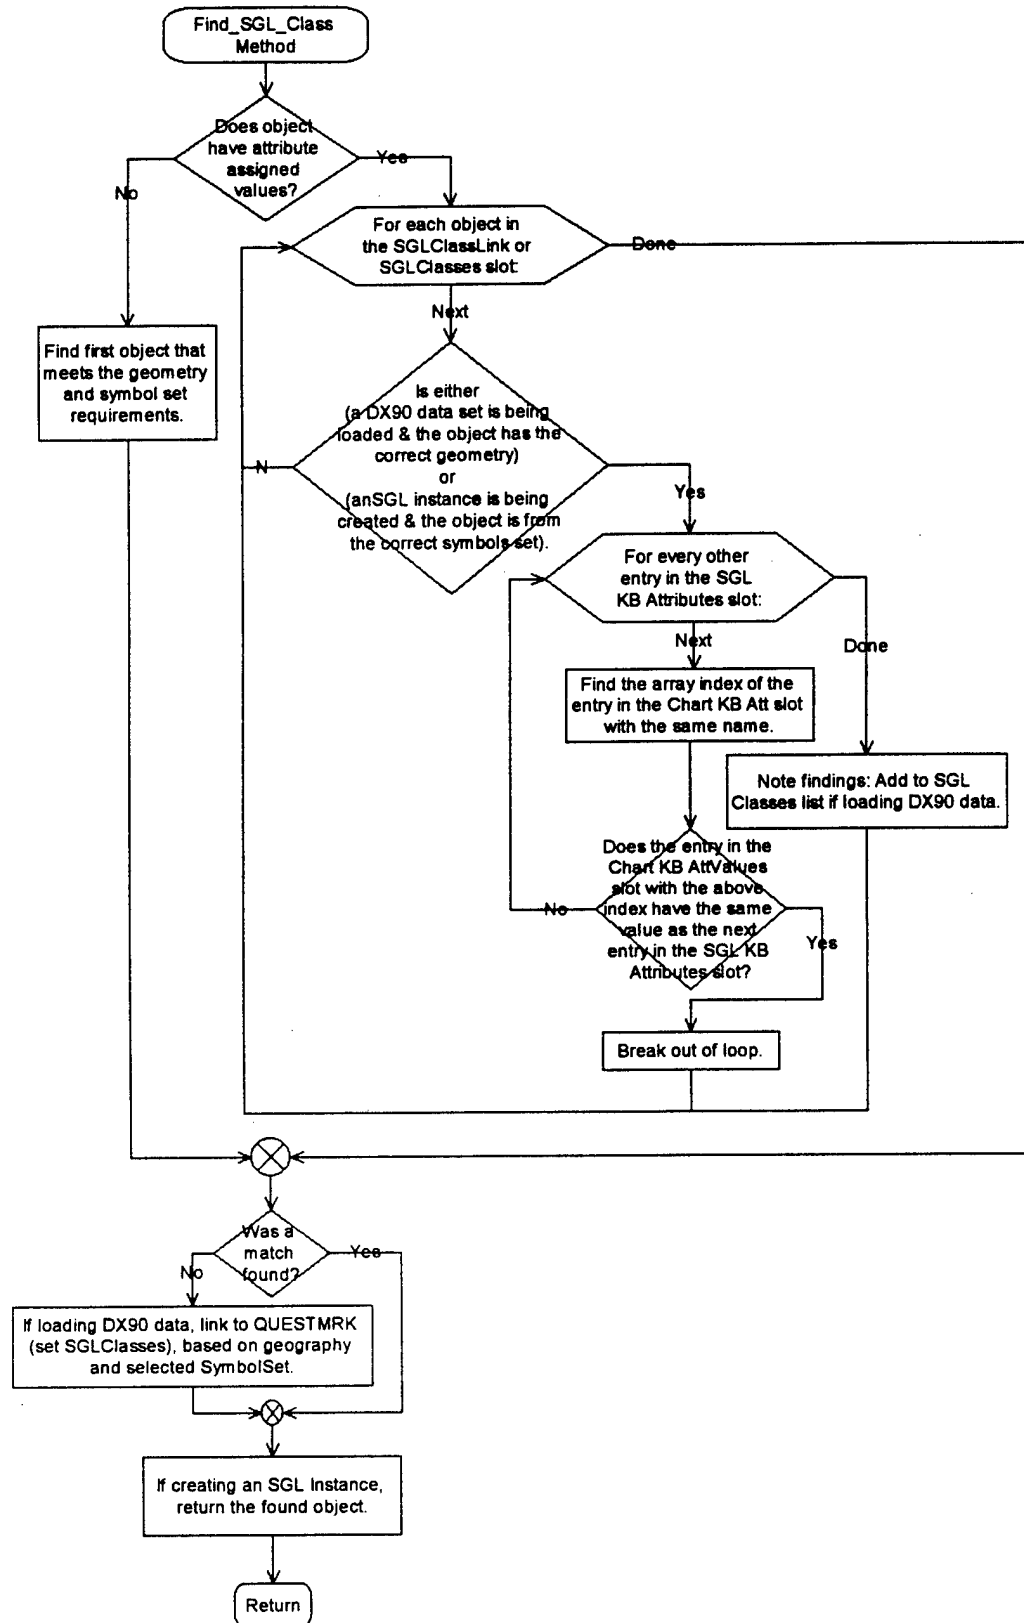 Find_SGL_Class
Method
Does object
have attribute
assigned
values?
Yes
No
For each object in
the SGLClassLink or
SGLClasses slot:
Done
Next
Find first object that
meets the geometry
and symbol set
requirements.
Is either
(a DX90 data set is being
loaded & the object has the
correct geometry)
or
(anSGL instance is being
created & the object is from
the correct symbols set).
N
Yes
For every other
entry in the SGL
KB Attributes slot:
Next
Done
Find the array index of the
entry in the Chart KB Att slot
with the same name.
Note findings: Add to SGL
Classes list if loading DX90 data.
Does the entry in the
Chart KB AttValues
slot with the above
index have the same
value as the next
entry in the SGL KB
Attributes slot?
No
Yes
Break out of loop.
Was a
match
found?
Yes
No
If loading DX90 data, link to QUESTMRK
(set SGLClasses), based on geography
and selected SymbolSet.
If creating an SGL Instance,
return the found object.
Return